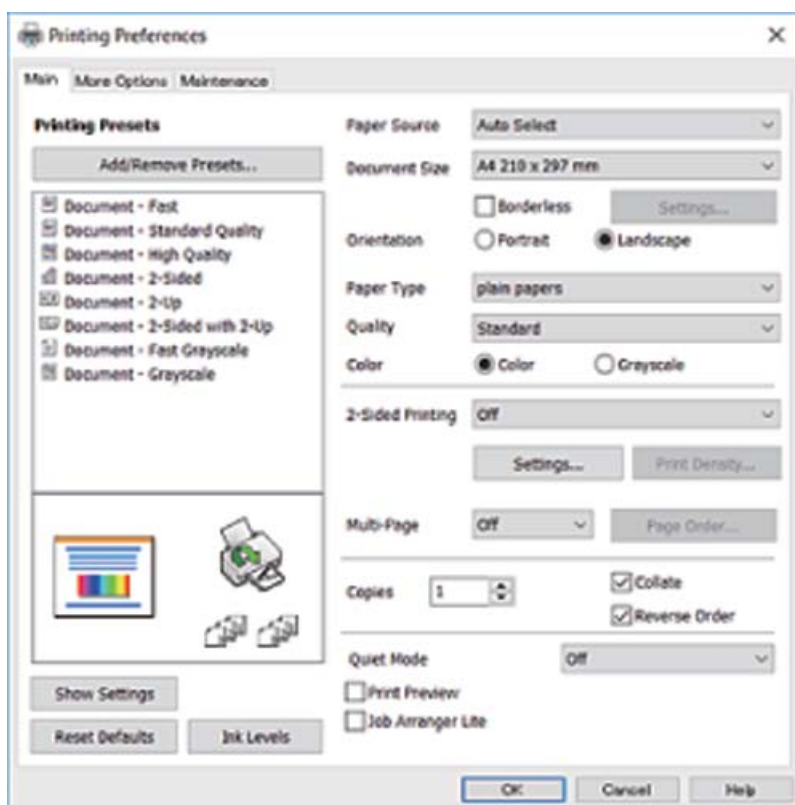 Printing Preferences
Main More Options Maintenance
Printing Presets
Add/Remove Presets...
Document - Fast
Document - Standard Quality
Document - High Quality
Document - 2-Sided
Document - 2-Up
Document - 2-Sided with 2-Up
Document - Fast Grayscale
Document - Grayscale
Show Settings
Reset Defaults Ink Levels
Paper Source Auto Select
Document Size A4 210 x 297 mm
Borderless Settings...
Orientation Portrait Landscape
Paper Type plain papers
Quality Standard
Color Color Grayscale
2-Sided Printing Off
Settings... Print Density...
Multi-Page Off Page Order...
Copies 1 Collate
Reverse Order
Quiet Mode Off
Print Preview
Job Arranger Lite
OK Cancel Help